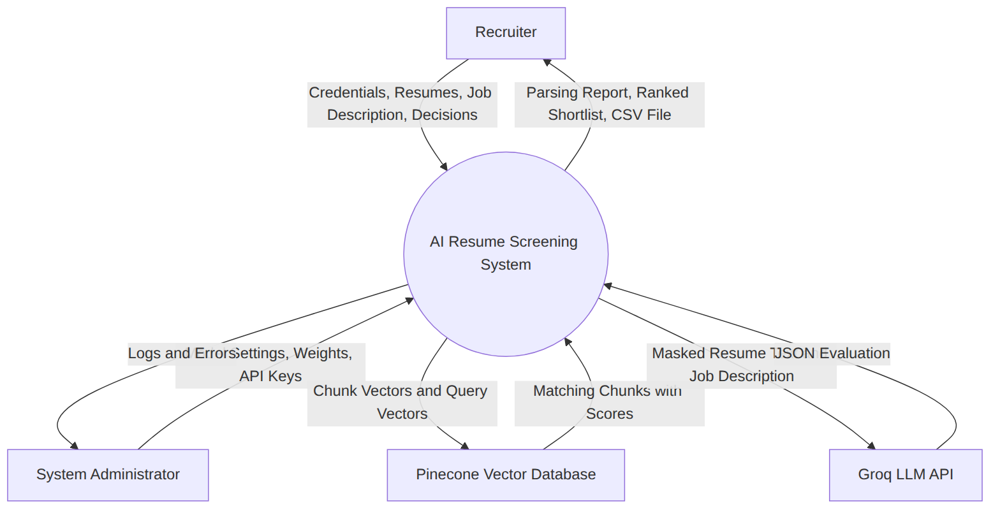 Recruiter
Credentials, Resumes, Job
Description, Decisions
Parsing Report, Ranked
Shortlist, CSV File
AI Resume Screening
System
Logs and Errors
Settings, Weights,
API Keys
Masked Resume
JSON Evaluation
Job Description
Chunk Vectors and Query
Vectors
Matching Chunks with
Scores
System Administrator
Pinecone Vector Database
Groq LLM API